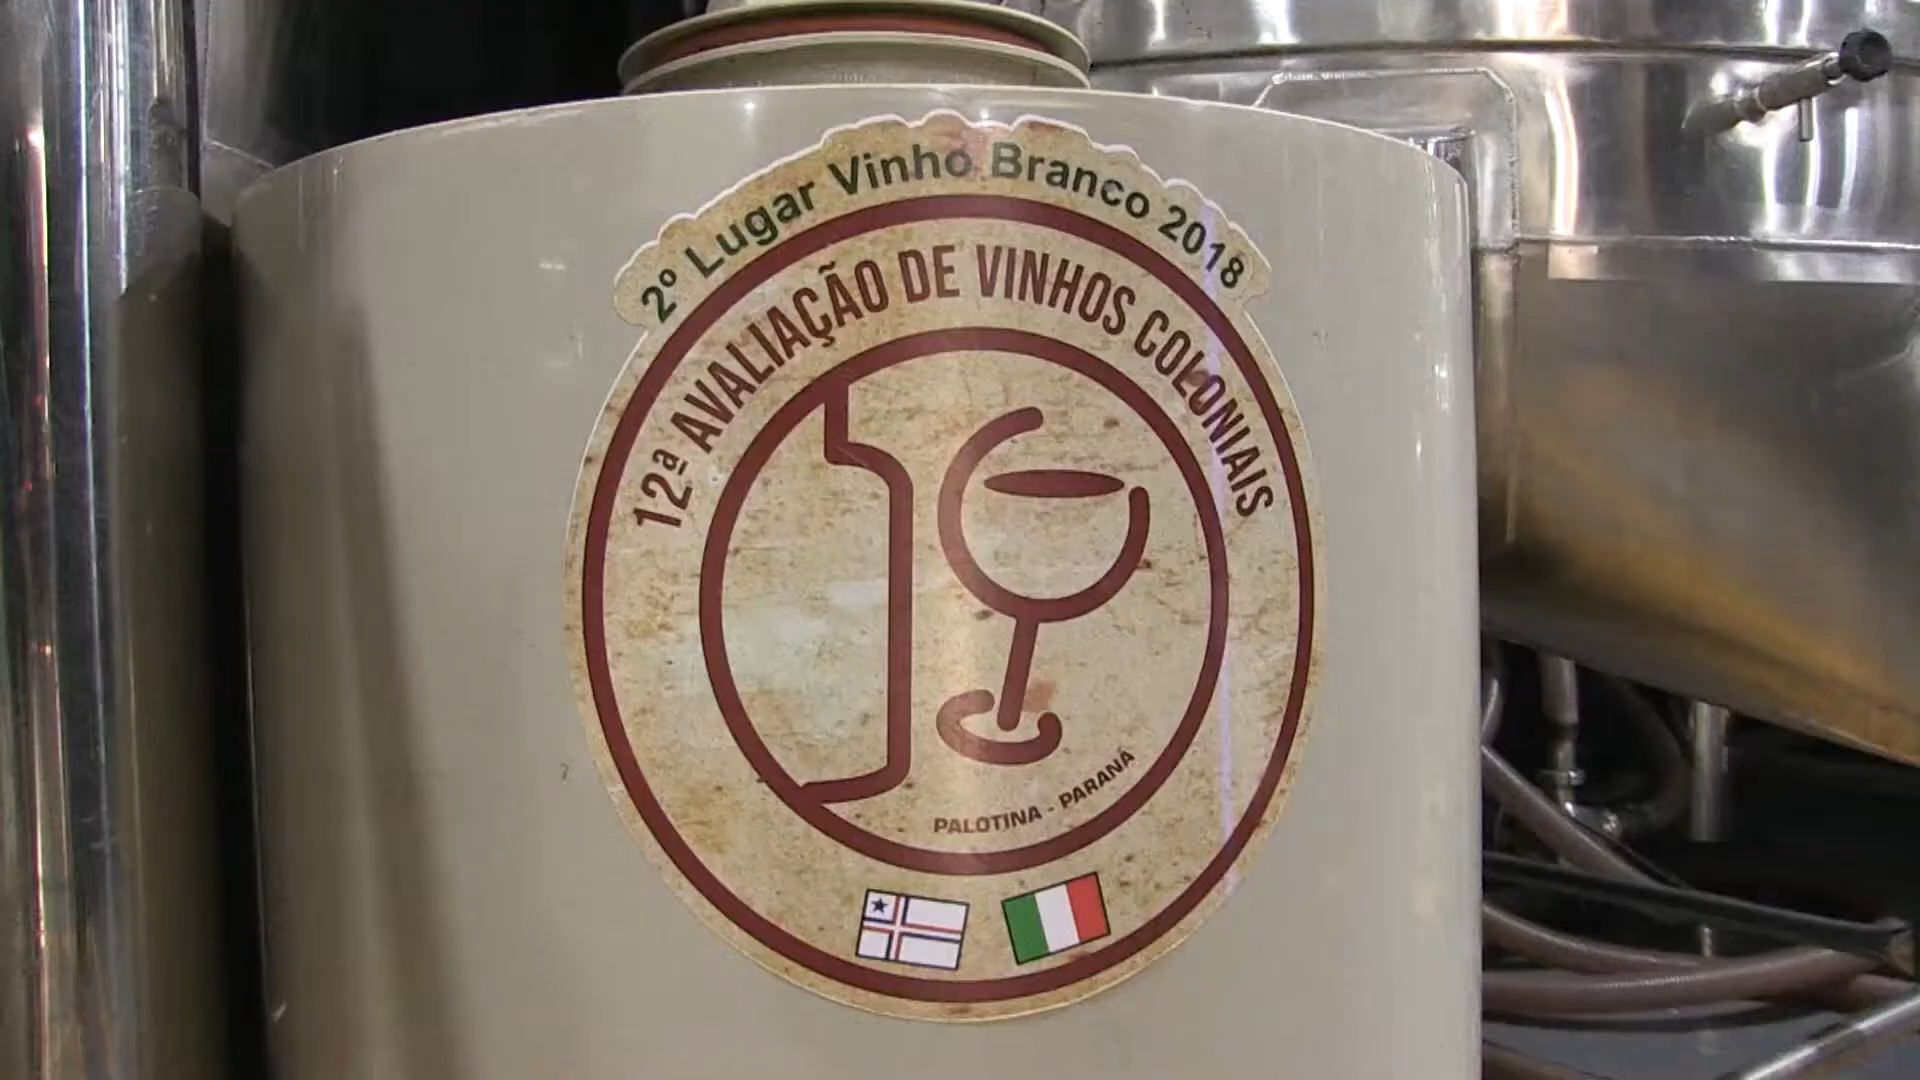 2º Lugar Vinho Branco 2018
12ª AVALIAÇÃO DE VINHOS COLONIAIS
PALOTINA - PARANÁ